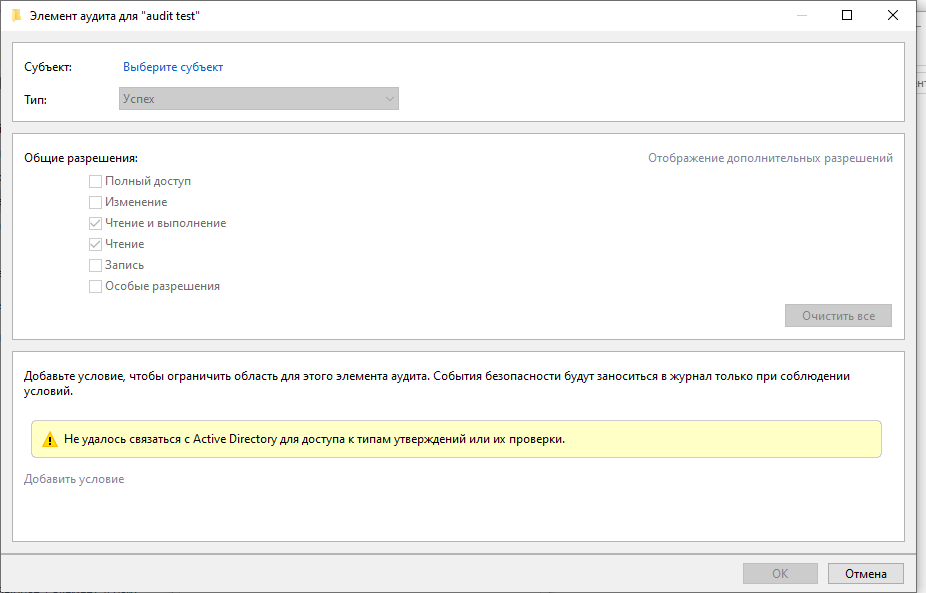 Элемент аудита для "audit test"
Субъект: Выберите субъект
Тип: Успех
Общие разрешения: Отображение дополнительных разрешений
Полный доступ
Изменение
Чтение и выполнение
Чтение
Запись
Особые разрешения
Очистить все
Добавьте условие, чтобы ограничить область для этого элемента аудита. События безопасности будут заноситься в журнал только при соблюдении
условий.
Не удалось связаться с Active Directory для доступа к типам утверждений или их проверки.
Добавить условие
ОК Отмена